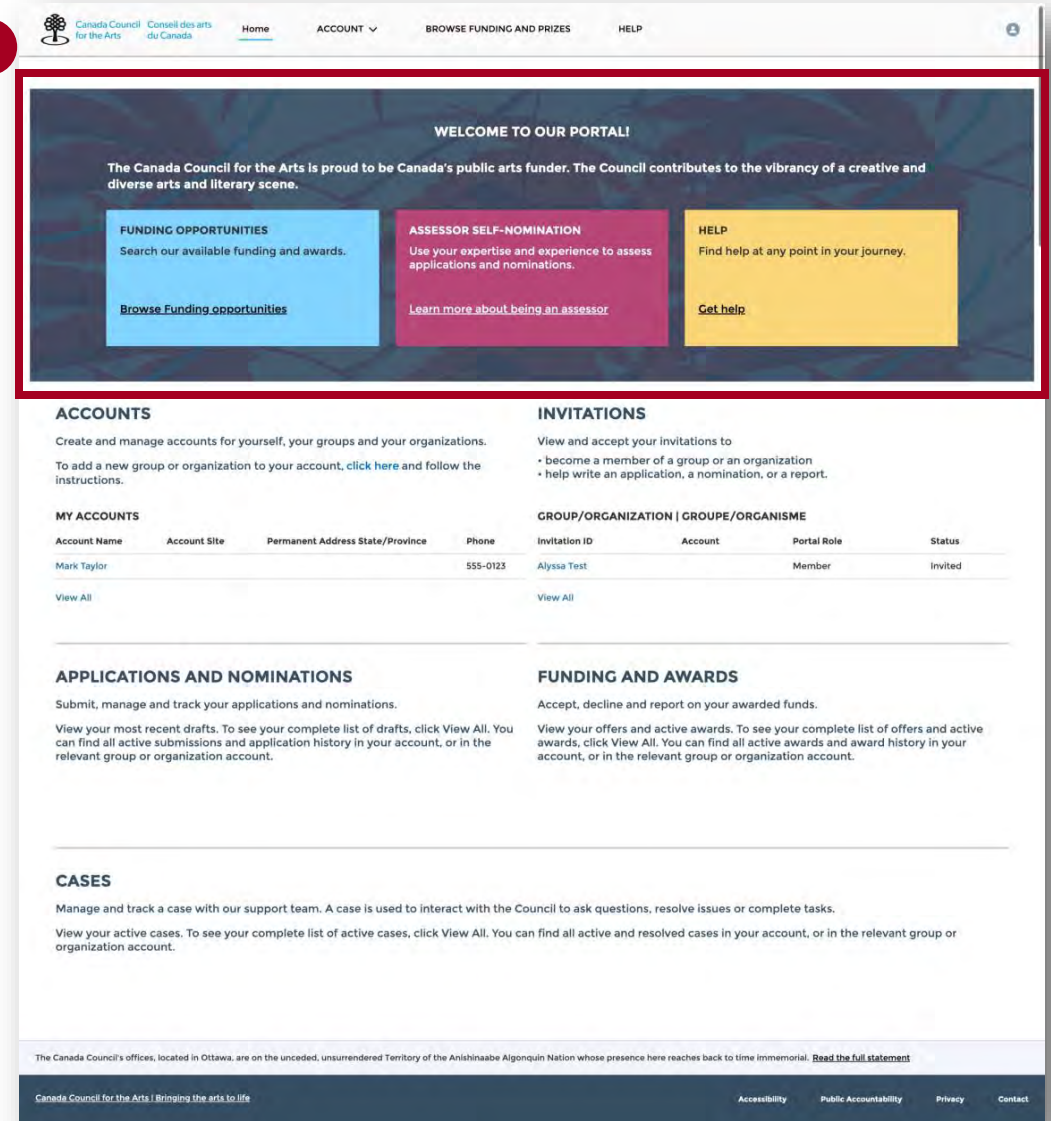 Canada Council Conseil des arts
for the Arts du Canada
Home
ACCOUNT
BROWSE FUNDING AND PRIZES
HELP
WELCOME TO OUR PORTAL!
The Canada Council for the Arts is proud to be Canada's public arts funder. The Council contributes to the vibrancy of a creative and
diverse arts and literary scene.
FUNDING OPPORTUNITIES
Search our available funding and awards.
Browse Funding opportunities
ASSESSOR SELF-NOMINATION
Use your expertise and experience to assess
applications and nominations.
Learn more about being an assessor
HELP
Find help at any point in your journey.
Get help
ACCOUNTS
Create and manage accounts for yourself, your groups and your organizations.
To add a new group or organization to your account, click here and follow the
instructions.
MY ACCOUNTS
Account Name Account Site Permanent Address State/Province Phone
Mark Taylor 555-0123
View All
INVITATIONS
View and accept your invitations to
• become a member of a group or an organization
• help write an application, a nomination, or a report.
GROUP/ORGANIZATION | GROUPE/ORGANISME
Invitation ID Account Portal Role Status
Alyssa Test Member Invited
View All
APPLICATIONS AND NOMINATIONS
Submit, manage and track your applications and nominations.
View your most recent drafts. To see your complete list of drafts, click View All. You
can find all active submissions and application history in your account, or in the
relevant group or organization account.
FUNDING AND AWARDS
Accept, decline and report on your awarded funds.
View your offers and active awards. To see your complete list of offers and active
awards, click View All. You can find all active awards and award history in your
account, or in the relevant group or organization account.
CASES
Manage and track a case with our support team. A case is used to interact with the Council to ask questions, resolve issues or complete tasks.
View your active cases. To see your complete list of active cases, click View All. You can find all active and resolved cases in your account, or in the relevant group or
organization account.
The Canada Council's offices, located in Ottawa, are on the unceded, unsurrendered Territory of the Anishinaabe Algonquin Nation whose presence here reaches back to time immemorial. Read the full statement
Canada Council for the Arts | Bringing the arts to life
Accessibility Public Accountability Privacy Contact